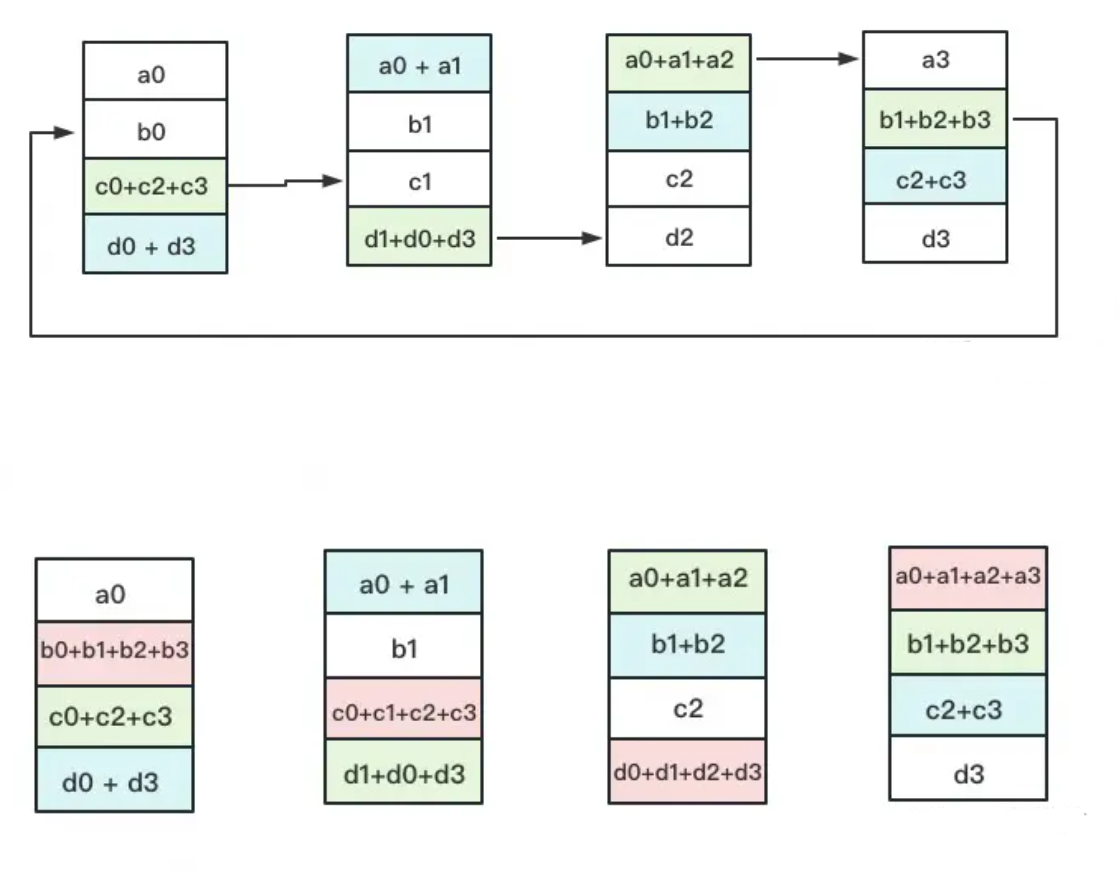 a0
b0
c0+c2+c3
d0 + d3
a0 + a1
b1
c1
d1+d0+d3
a0+a1+a2
b1+b2
c2
d2
a3
b1+b2+b3
c2+c3
d3
a0
b0+b1+b2+b3
c0+c2+c3
d0 + d3
a0 + a1
b1
c0+c1+c2+c3
d1+d0+d3
a0+a1+a2
b1+b2
c2
d0+d1+d2+d3
a0+a1+a2+a3
b1+b2+b3
c2+c3
d3